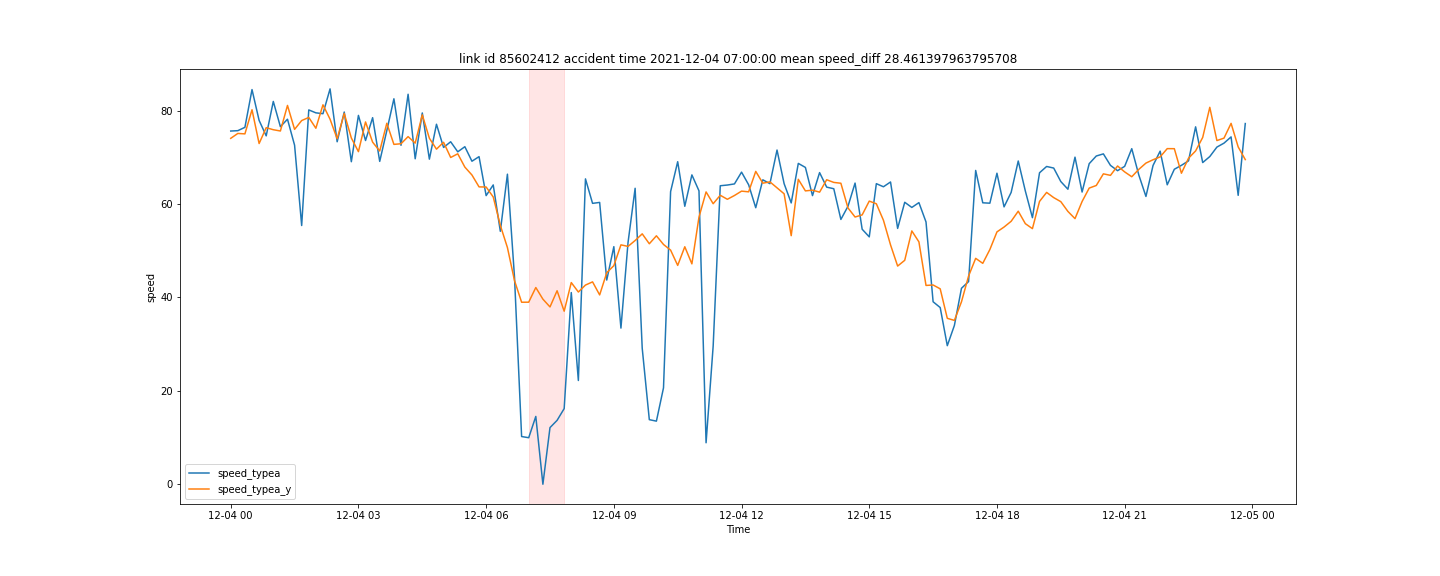 link id 85602412 accident time 2021-12-04 07:00:00 mean speed_diff 28.461397963795708
80
60
40
20
0
speed
speed_typea
speed_typea_y
12-04 00 12-04 03 12-04 06 12-04 09 12-04 12 12-04 15 12-04 18 12-04 21 12-05 00
Time